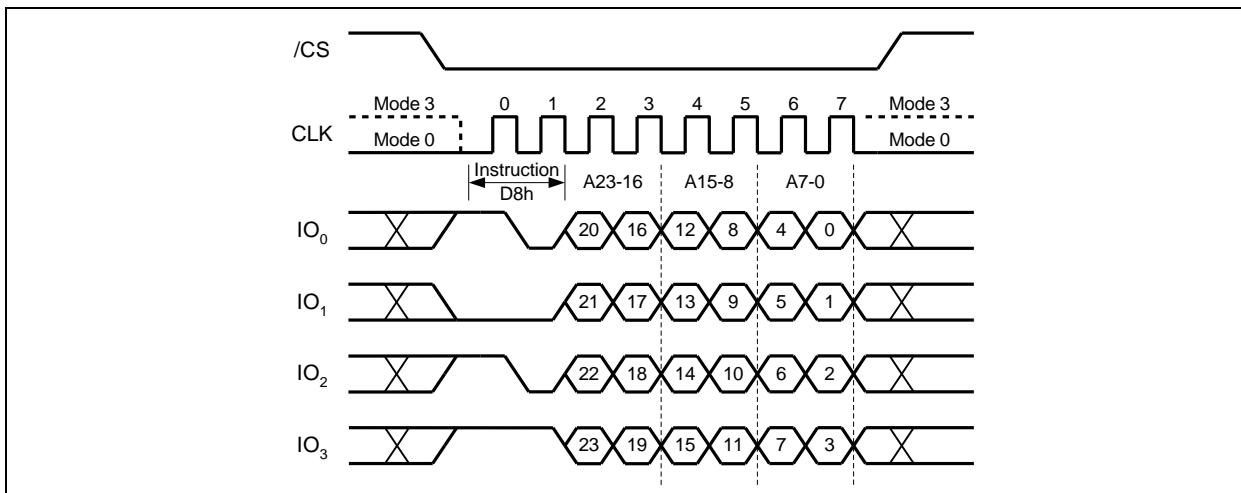 /CS
Mode 3 0 1 2 3 4 5 6 7 Mode 3
CLK
Mode 0 Mode 0
Instruction
D8h A23-16 A15-8 A7-0
IO0 20 16 12 8 4 0
IO1 21 17 13 9 5 1
IO2 22 18 14 10 6 2
IO3 23 19 15 11 7 3